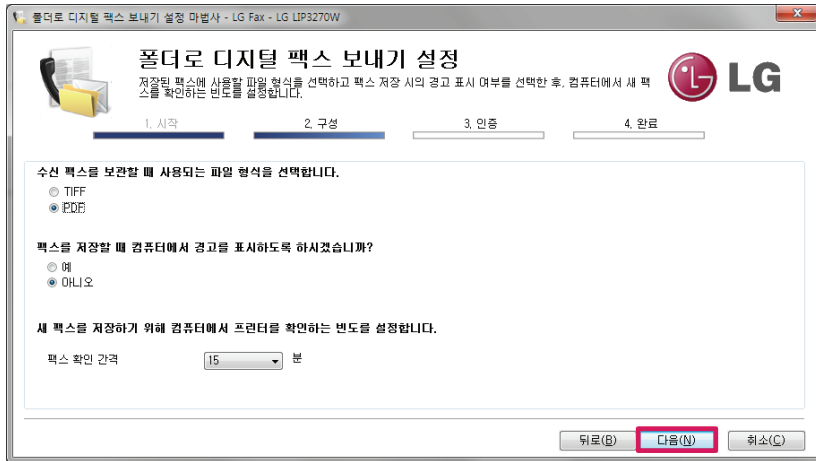 폴더로 디지털 팩스 보내기 설정 마법사 - LG Fax - LG LIP3270W
폴더로 디지털 팩스 보내기 설정
저장된 팩스에 사용할 파일 형식을 선택하고 팩스 저장 시의 경고 표시 여부를 선택한 후, 컴퓨터에서 새 팩
스를 확인하는 빈도를 설정합니다.
LG
1. 시작
2. 구성
3. 인증
4. 완료
수신 팩스를 보관할 때 사용되는 파일 형식을 선택합니다.
TIFF
PDF
팩스를 저장할 때 컴퓨터에서 경고를 표시하도록 하시겠습니까?
예
아니오
새 팩스를 저장하기 위해 컴퓨터에서 프린터를 확인하는 빈도를 설정합니다.
팩스 확인 간격 15 분
뒤로(B) 다음(N) 취소(C)